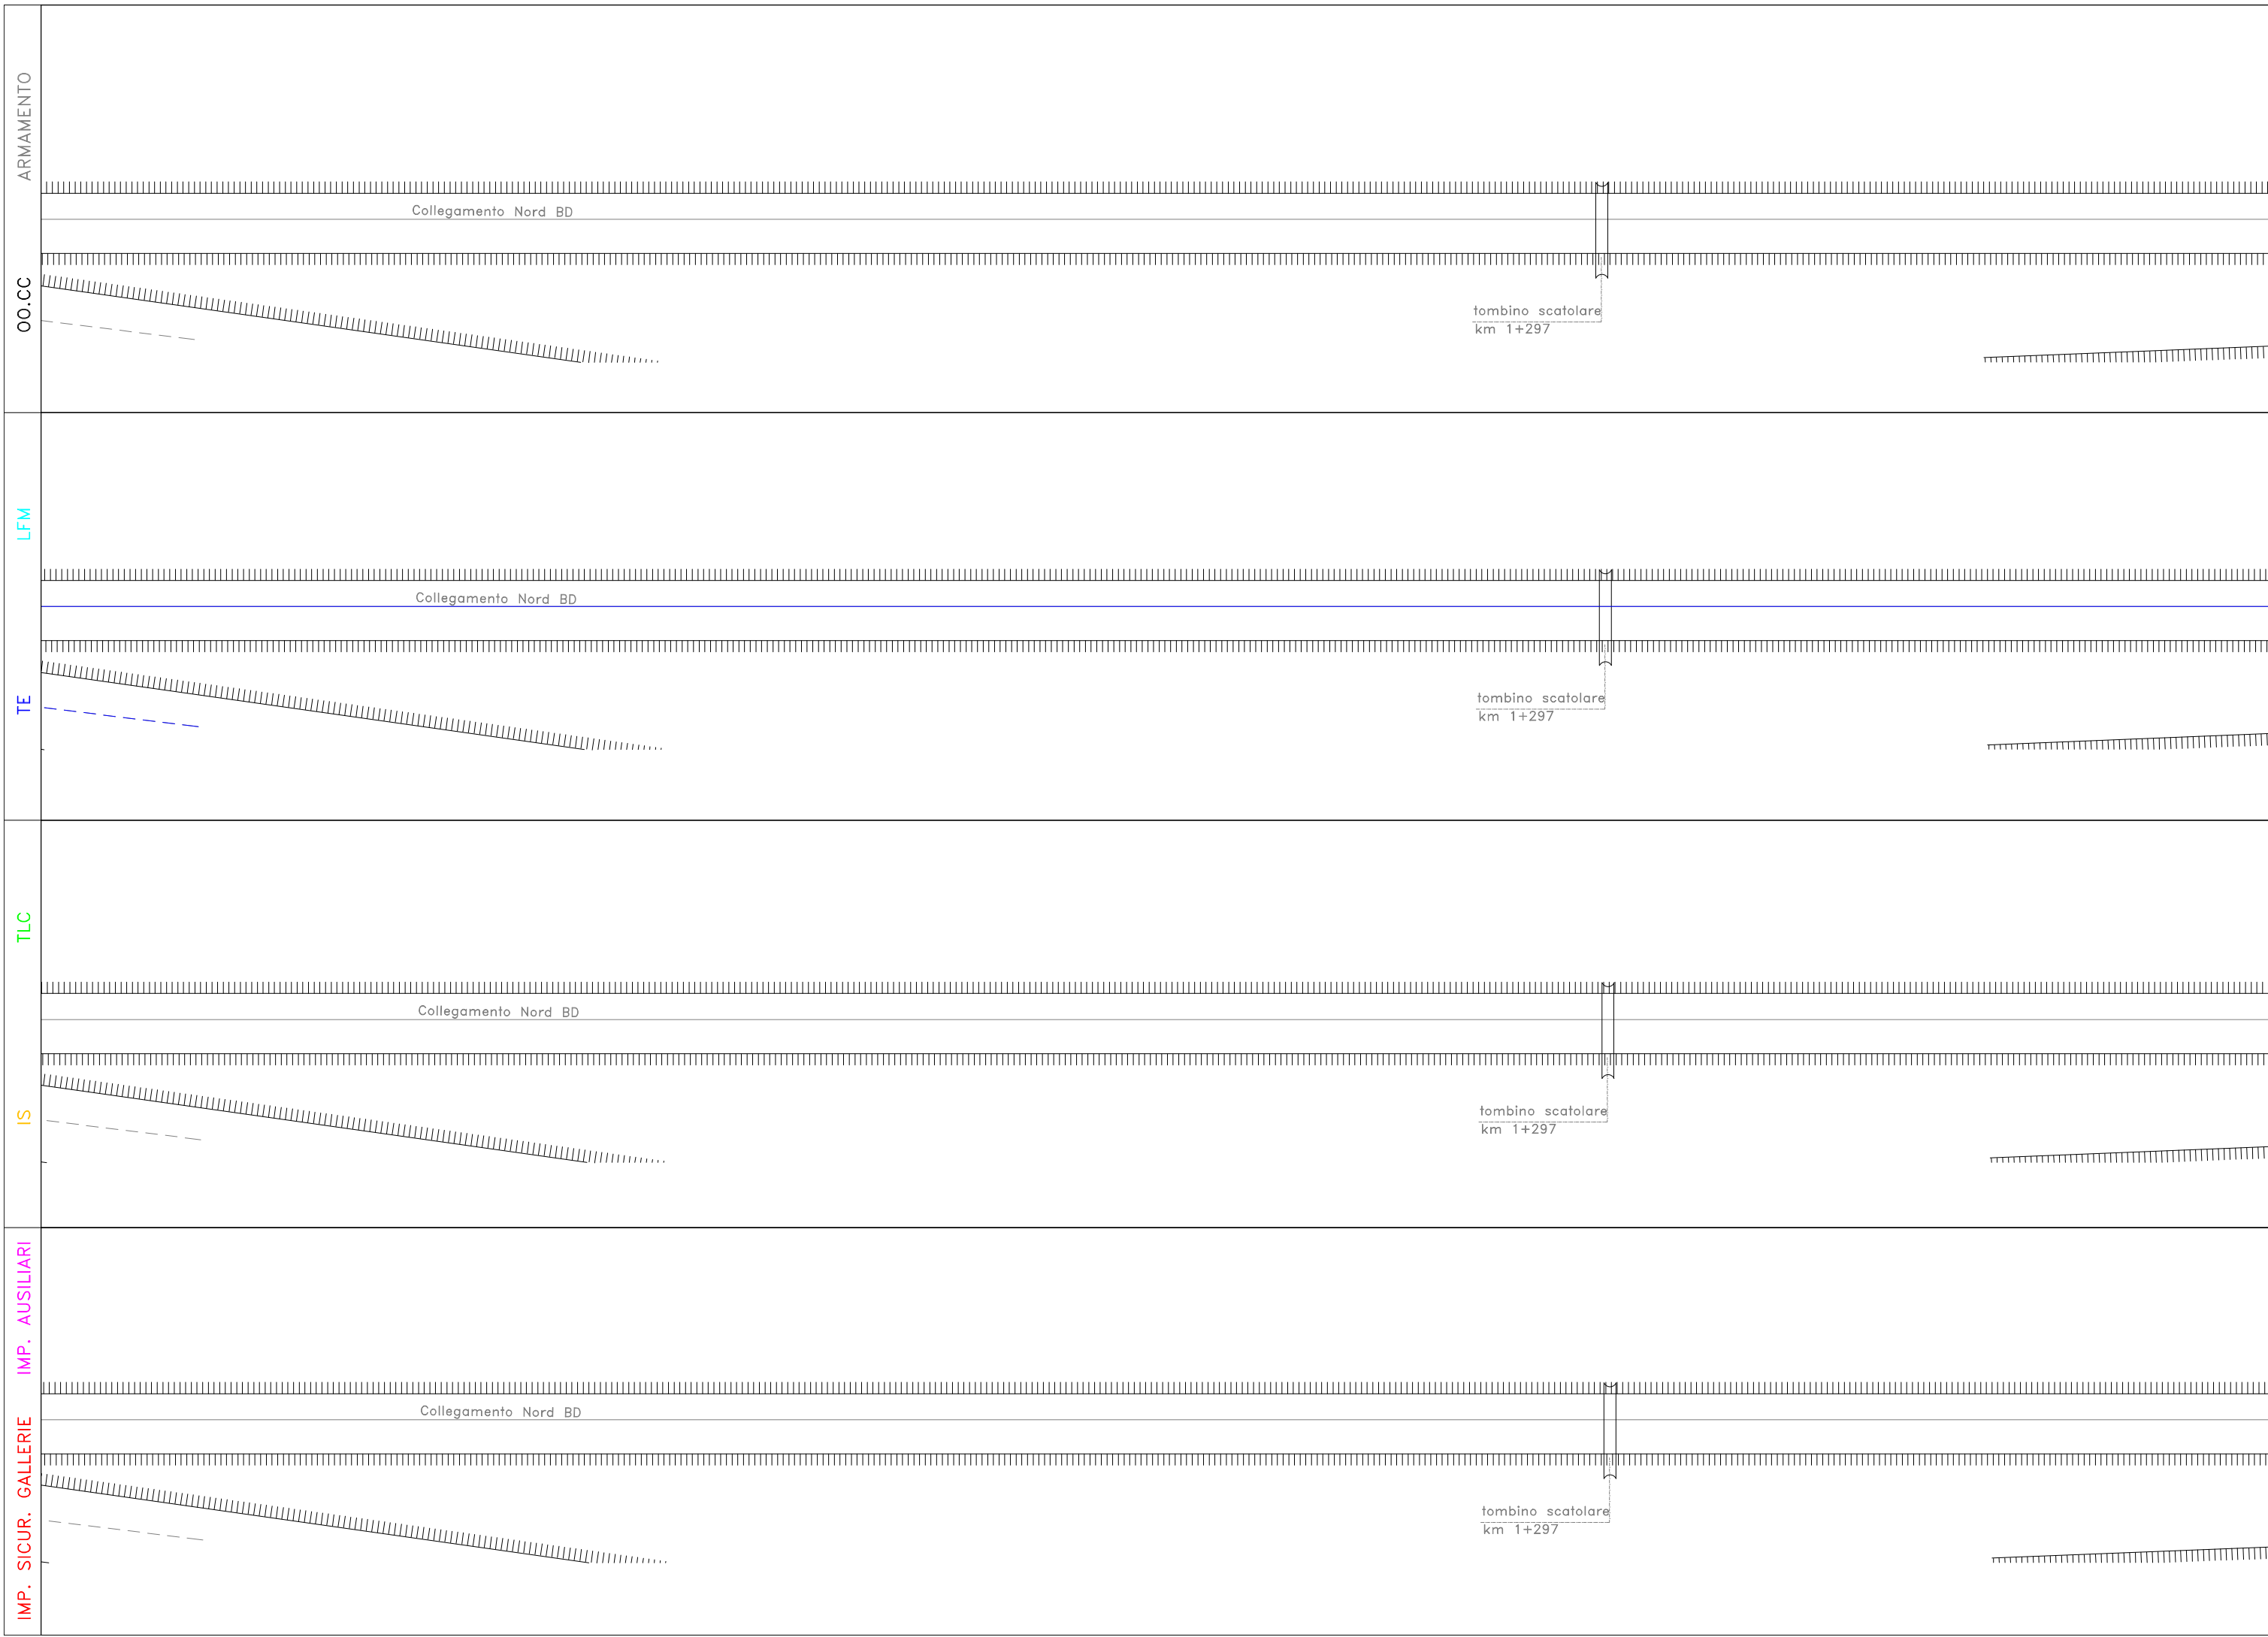 ARMAMENTO
OO.CC
Collegamento Nord BD
tombino scatolare
km 1+297
LFM
TE
Collegamento Nord BD
tombino scatolare
km 1+297
TLC
IS
Collegamento Nord BD
tombino scatolare
km 1+297
IMP. AUSILIARI
IMP. SICUR. GALLERIE
Collegamento Nord BD
tombino scatolare
km 1+297